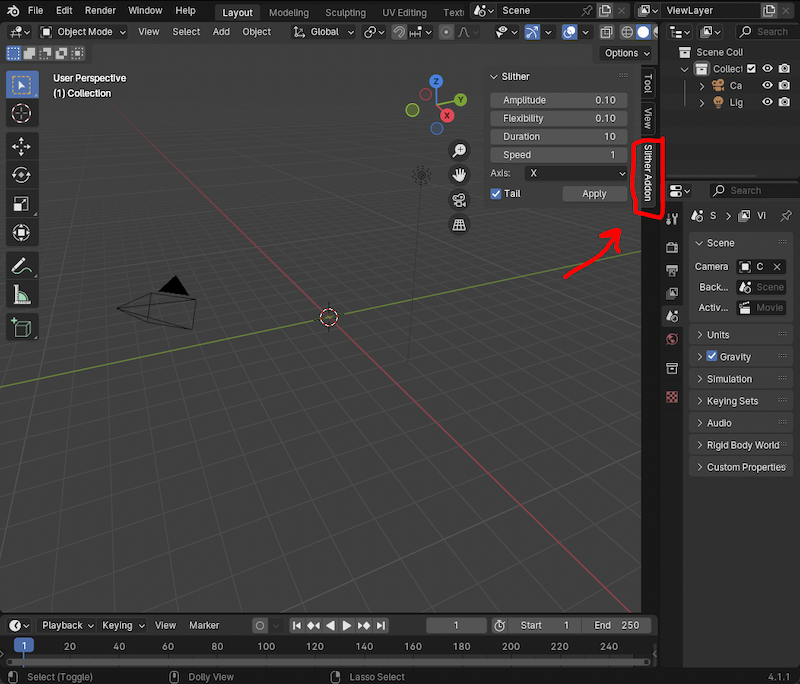 File Edit Render Window Help Layout Modeling Sculpting UV Editing Text Scene ViewLayer
Object Mode View Select Add Object Global Search
Options
User Perspective
(1) Collection
Z
Y
X
Slither
Amplitude 0.10
Flexibility 0.10
Duration 10
Speed 1
Axis: X
Tail Apply
Tool
View
Slither Addon
Scene Coll
Collect
Ca
Lig
Search
S Vi
Scene
Camera C
Back... Scene
Activ... Movie
Units
Gravity
Simulation
Keying Sets
Audio
Rigid Body World
Custom Properties
Playback Keying View Marker 1 Start 1 End 250
1 20 40 60 80 100 120 140 160 180 200 220 240
Select (Toggle) Dolly View Lasso Select 4.1.1